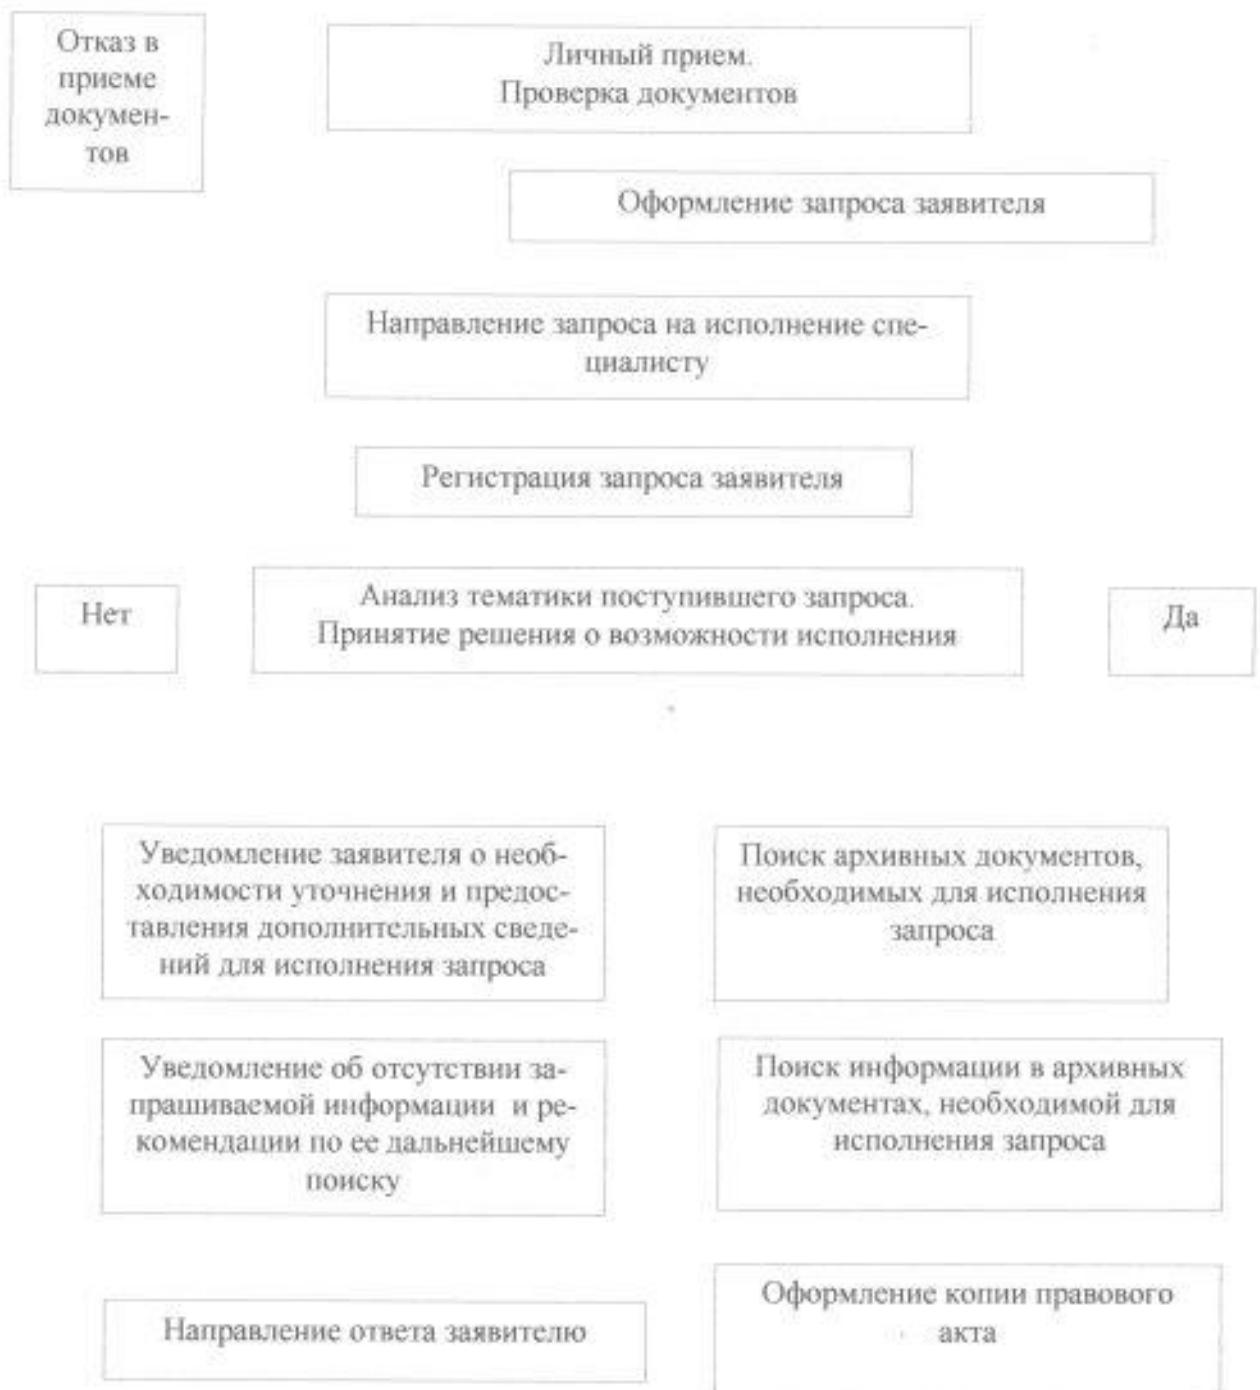 Отказ в
приеме
докумен-
тов
Личный прием.
Проверка документов
Оформление запроса заявителя
Направление запроса на исполнение спе-
циалисту
Регистрация запроса заявителя
Нет
Анализ тематики поступившего запроса.
Принятие решения о возможности исполнения
Да
Уведомление заявителя о необ-
ходимости уточнения и предос-
тавления дополнительных сведе-
ний для исполнения запроса
Поиск архивных документов,
необходимых для исполнения
запроса
Уведомление об отсутствии за-
прашиваемой информации и ре-
комендации по ее дальнейшему
поиску
Поиск информации в архивных
документах, необходимой для
исполнения запроса
Направление ответа заявителю
Оформление копии правового
акта